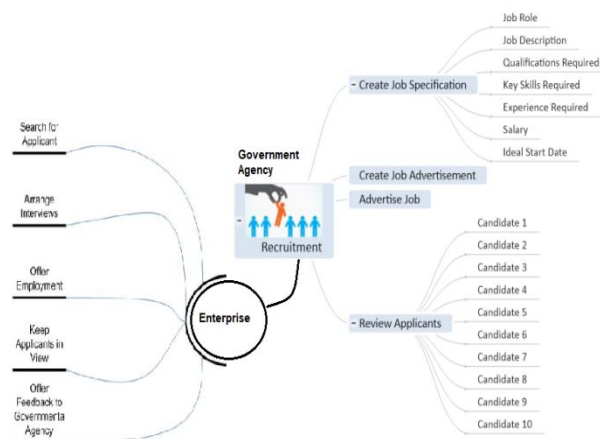 Job Role
Job Description
Qualifications Required
Key Skills Required
Experience Required
Salary
Ideal Start Date
- Create Job Specification
Government
Agency
Recruitment
Create Job Advertisement
Advertise Job
Candidate 1
Candidate 2
Candidate 3
Candidate 4
Candidate 5
Candidate 6
Candidate 7
Candidate 8
Candidate 9
Candidate 10
- Review Applicants
Enterprise
Search for
Applicant
Arrange
Interviews
Offer
Employment
Keep
Applicants in
View
Offer
Feedback to
Governmenta
Agency